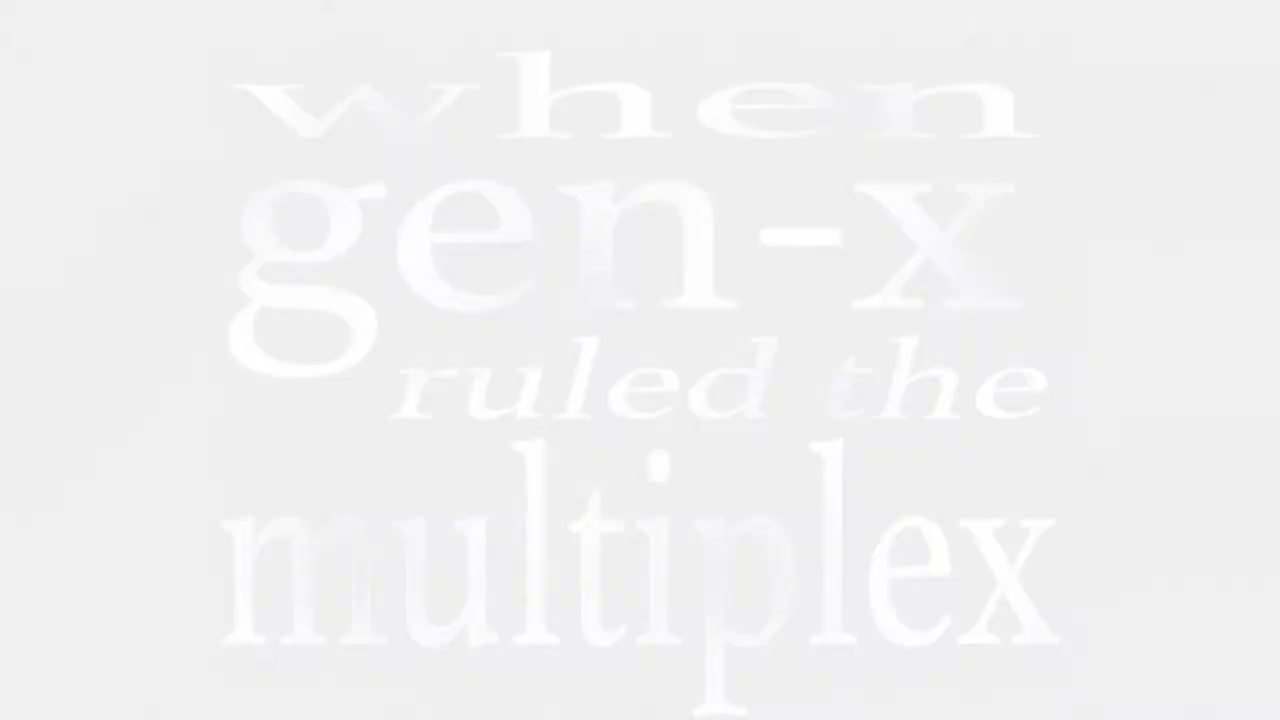 when
gen-x
ruled the
multiplex